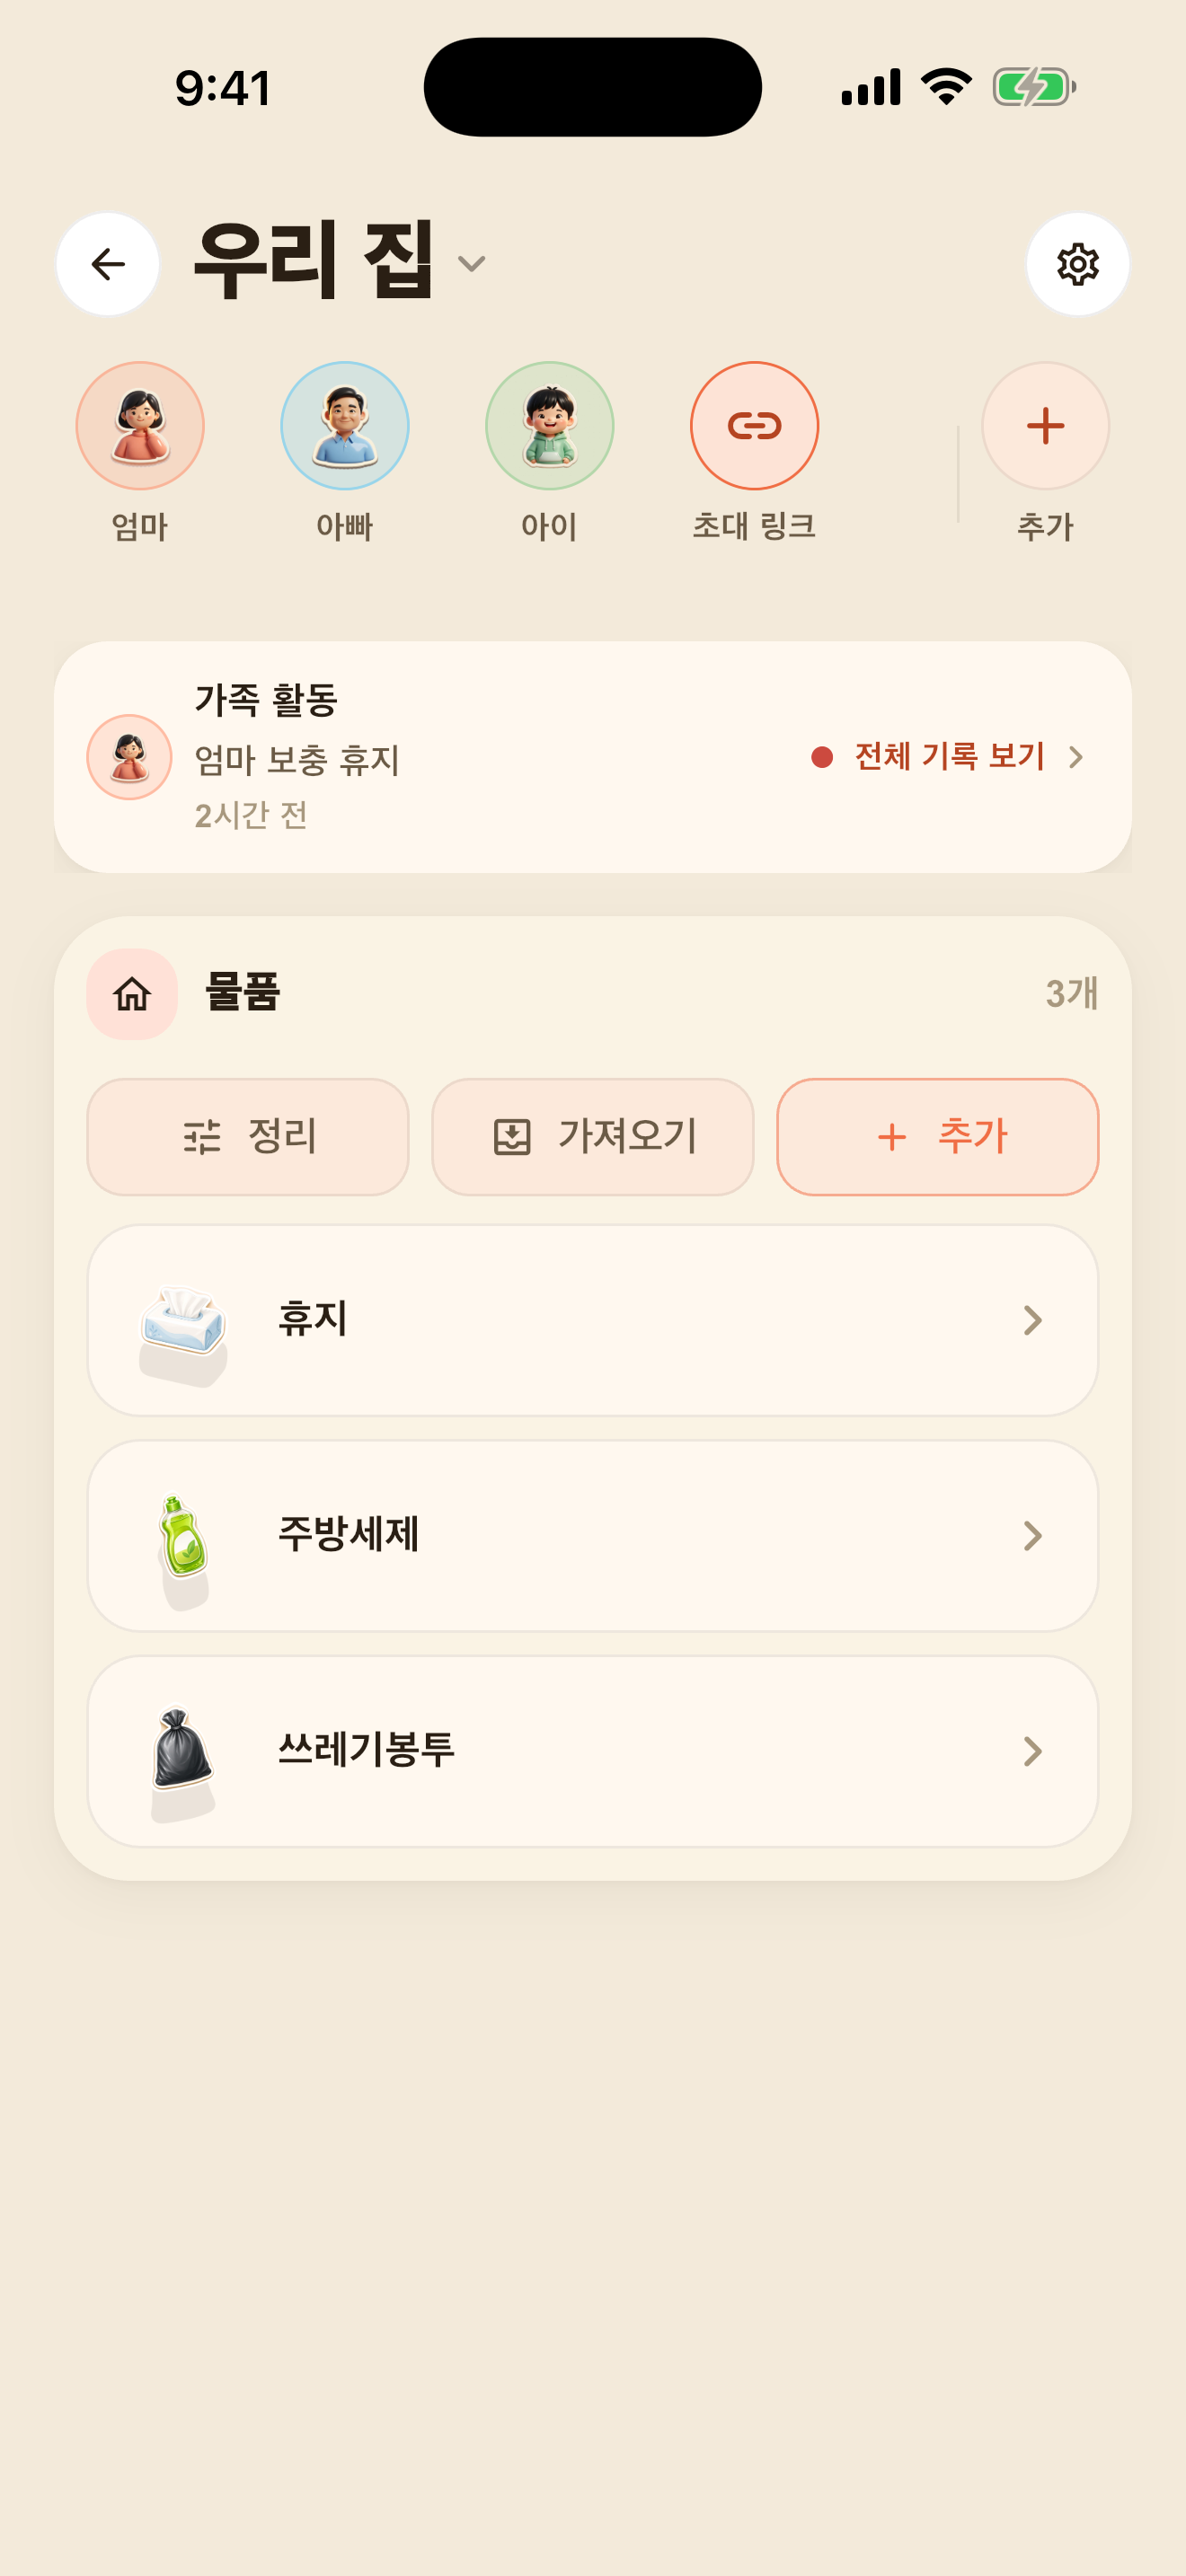 9:41
우리 집
엄마
아빠
아이
초대 링크
추가
가족 활동
엄마 보충 휴지
2시간 전
전체 기록 보기
물품
3개
정리
가져오기
추가
휴지
주방세제
쓰레기봉투